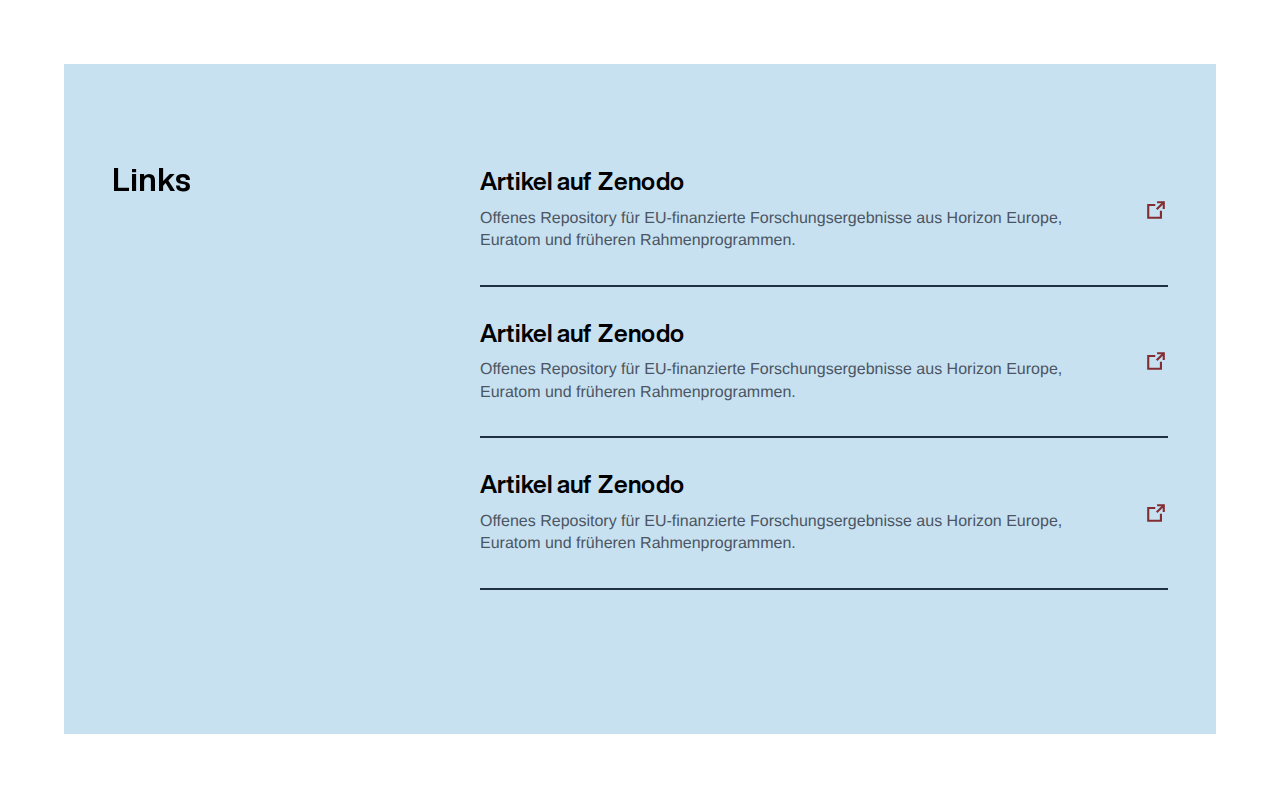 Links
Artikel auf Zenodo
Offenes Repository für EU-finanzierte Forschungsergebnisse aus Horizon Europe,
Euratom und früheren Rahmenprogrammen.
Artikel auf Zenodo
Offenes Repository für EU-finanzierte Forschungsergebnisse aus Horizon Europe,
Euratom und früheren Rahmenprogrammen.
Artikel auf Zenodo
Offenes Repository für EU-finanzierte Forschungsergebnisse aus Horizon Europe,
Euratom und früheren Rahmenprogrammen.